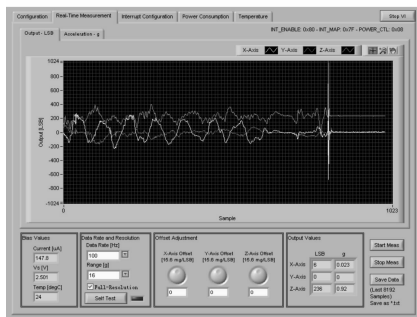 Configuration Real-Time Measurement Interrupt Configuration Power Consumption Temperature Stop VI
INT_ENABLE: 0x80 - INT_MAP: 0x7F - POWER_CTL: 0x08
Output - LSB Acceleration - g
X-Axis Y-Axis Z-Axis
Output [LSB]
1024
800
600
400
200
0
-200
-400
-600
-800
-1024
0 1023
Sample
Bias Values
Current [uA]
147.8
Vs [V]
2.501
Temp [degC]
24
Data Rate and Resolution
Data Rate [Hz]
100
Range [g]
16
Full-Resolution
Self Test
Offset Adjustment
X-Axis Offset Y-Axis Offset Z-Axis Offset
(15.6 mg/LSB) (15.6 mg/LSB) (15.6 mg/LSB)
0 0 0
Output Values
LSB g
X-Axis 6 0.023
Y-Axis 0 0
Z-Axis 236 0.92
Start Meas
Stop Meas
Save Data
(Last 8192
Samples)
Save as *.txt